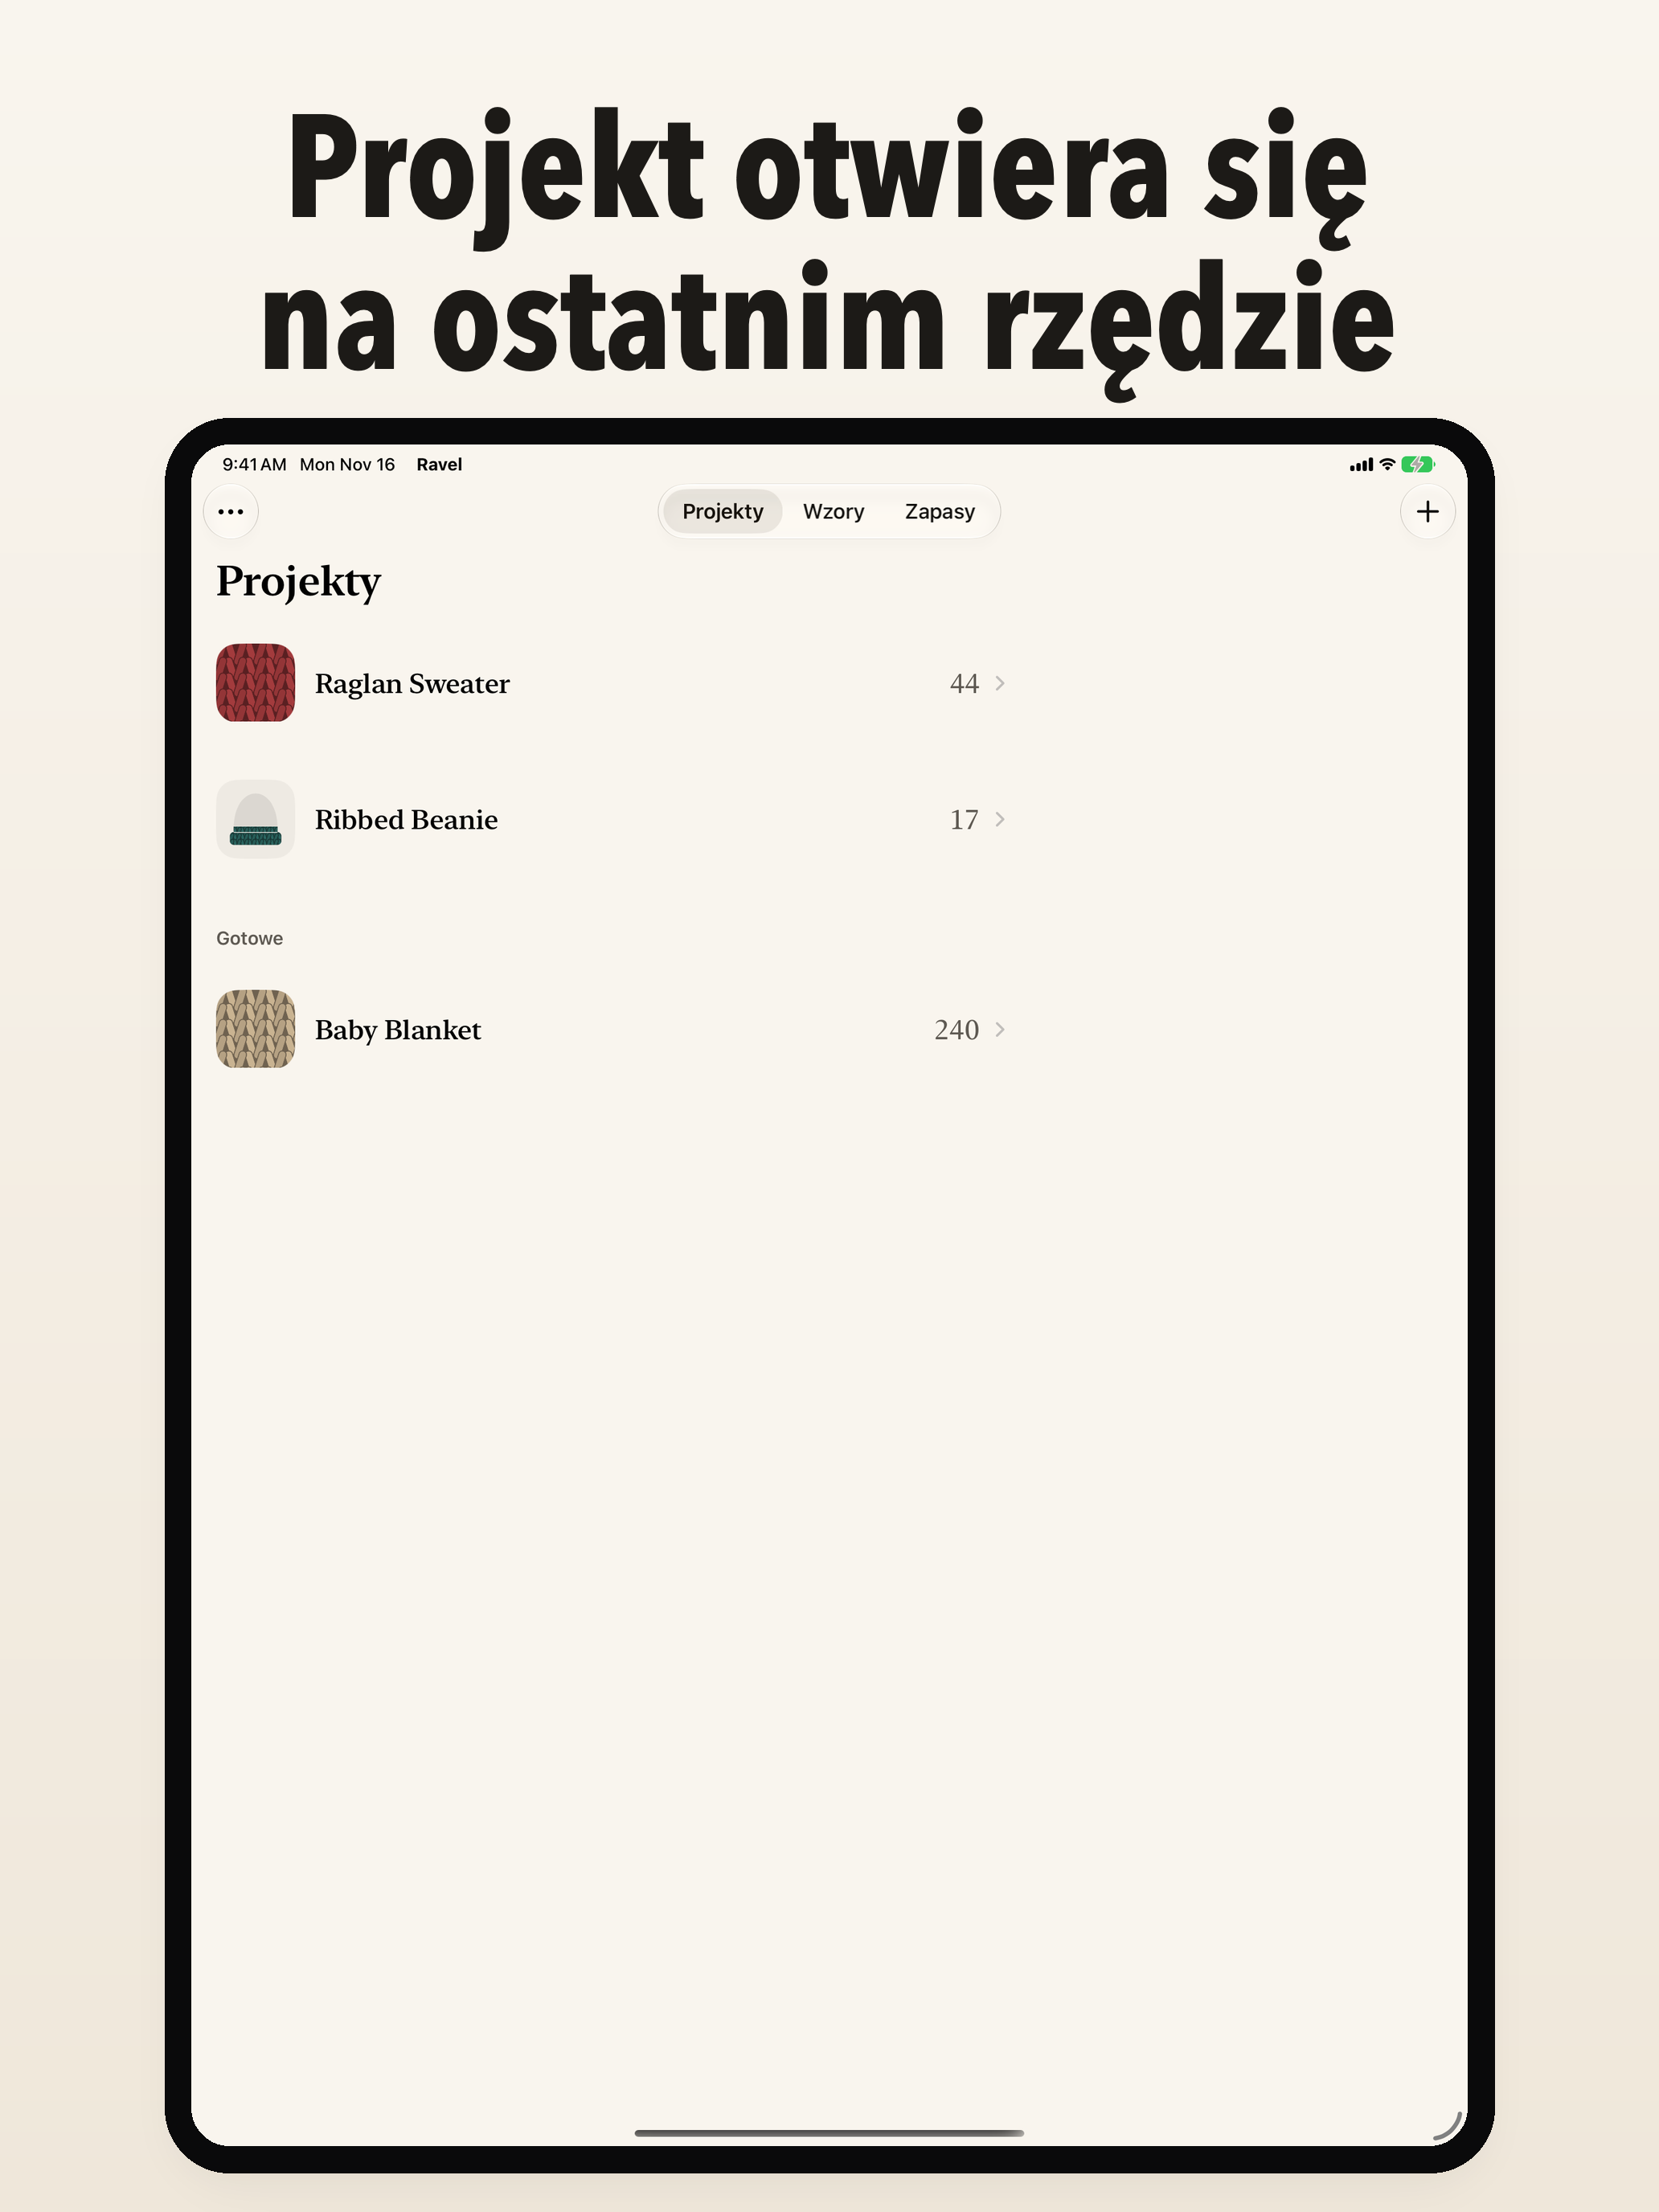 Projekt otwiera się
na ostatnim rzędzie
9:41 AM Mon Nov 16 Ravel
Projekty Wzory Zapasy
Projekty
Raglan Sweater 44
Ribbed Beanie 17
Gotowe
Baby Blanket 240